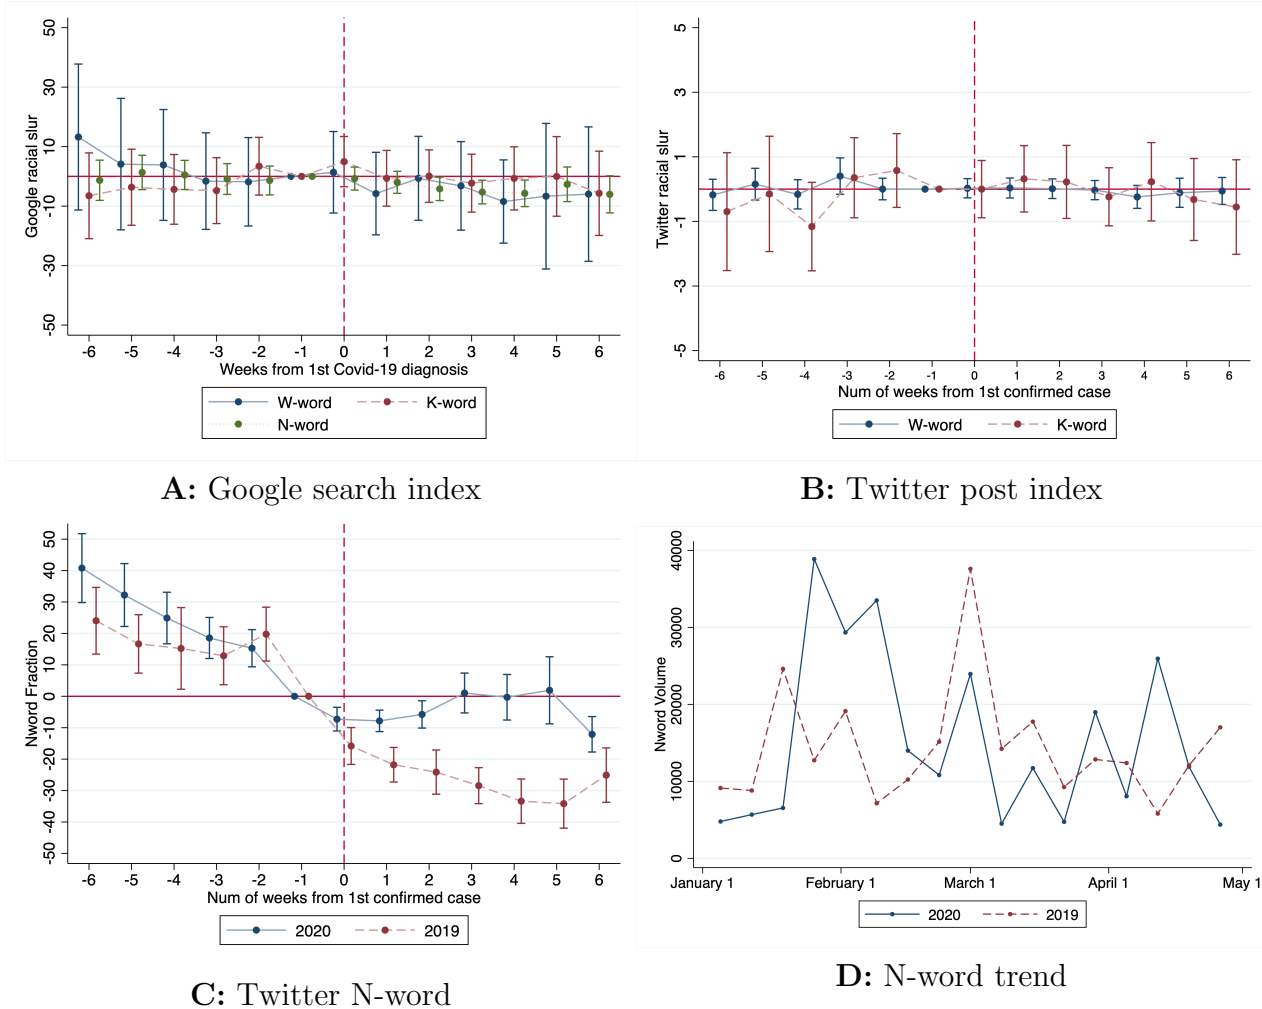 Google racial slur
50
30
10
-10
-30
-50
-6 -5 -4 -3 -2 -1 0 1 2 3 4 5 6
Weeks from 1st Covid-19 diagnosis
W-word K-word
N-word
A: Google search index
Twitter racial slur
5
3
1
-1
-3
-5
-6 -5 -4 -3 -2 -1 0 1 2 3 4 5 6
Num of weeks from 1st confirmed case
W-word K-word
B: Twitter post index
Nword Fraction
50
40
30
20
10
0
-10
-20
-30
-40
-50
-6 -5 -4 -3 -2 -1 0 1 2 3 4 5 6
Num of weeks from 1st confirmed case
2020 2019
C: Twitter N-word
Nword Volume
40000
30000
20000
10000
0
January 1 February 1 March 1 April 1 May 1
2020 2019
D: N-word trend